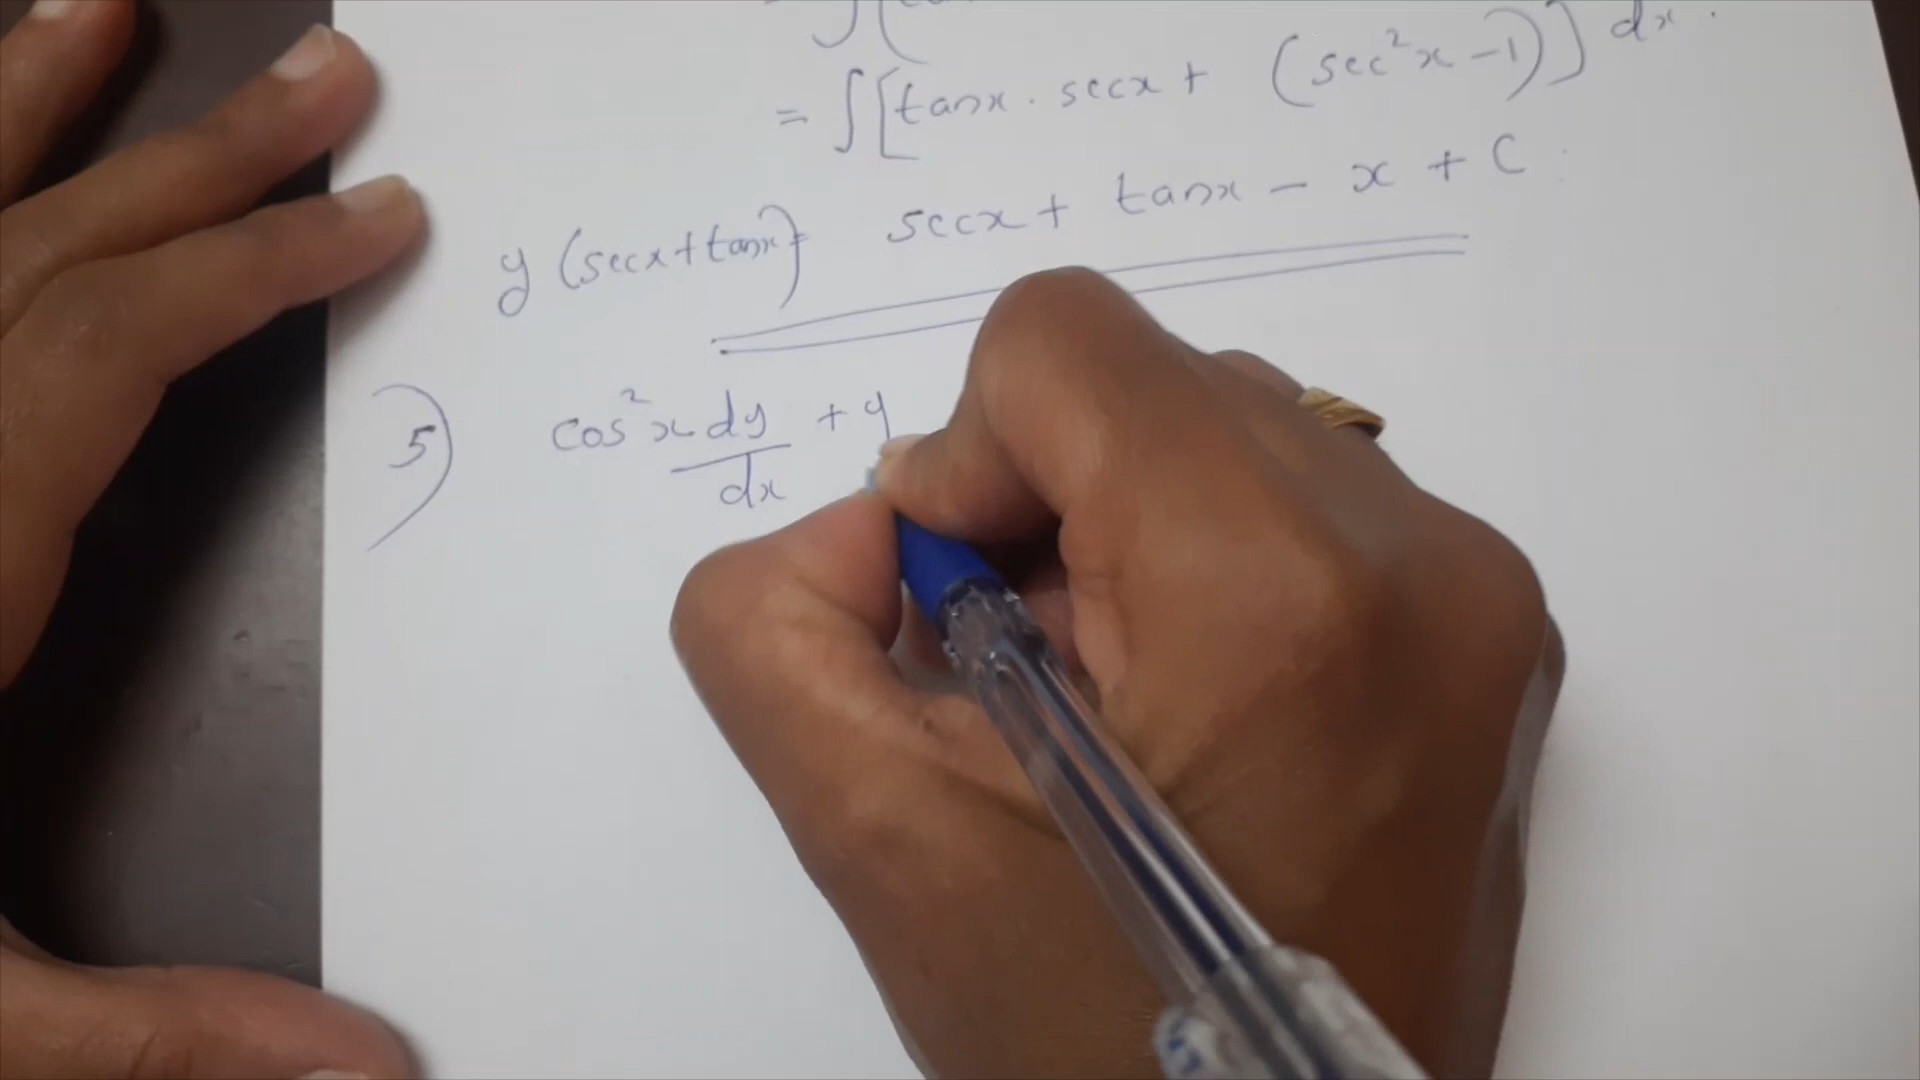 = ∫[tanx . secx + (sec²x - 1)] dx.
y (secx + tanx) = secx + tanx - x + C
5) cos²x dy/dx + y